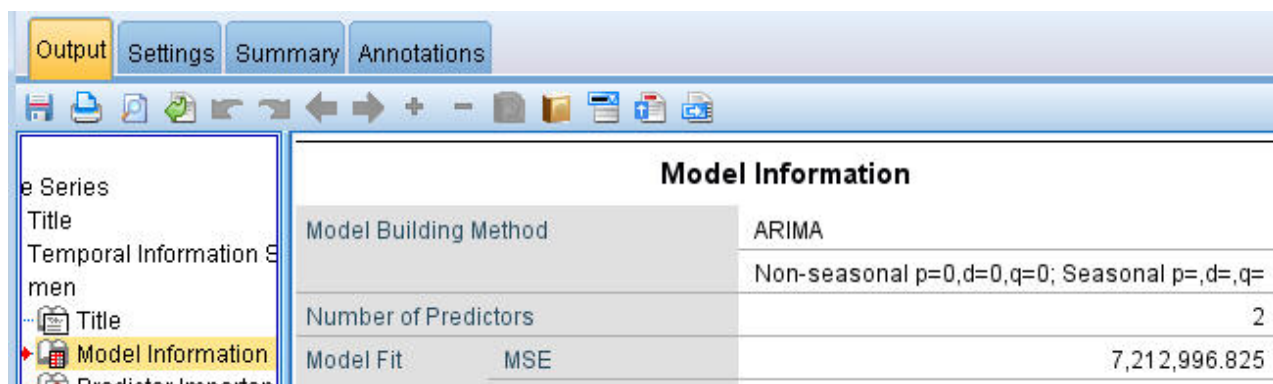 Output Settings Summary Annotations
Model Information
e Series
Title
Temporal Information S
men
Title
Model Information
Model Building Method ARIMA
Non-seasonal p=0,d=0,q=0; Seasonal p=,d=,q=
Number of Predictors 2
Model Fit MSE 7,212,996.825